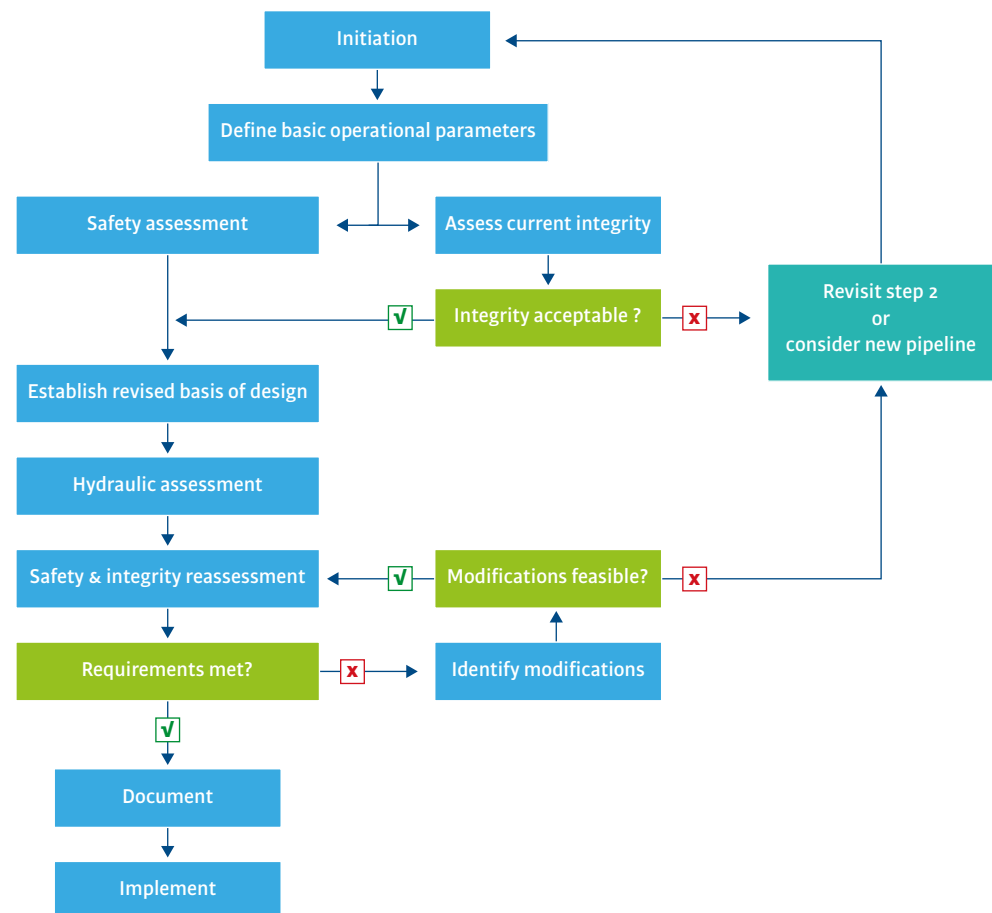 Initiation
Define basic operational parameters
Safety assessment
Assess current integrity
√
Integrity acceptable ?
x
Revisit step 2
or
consider new pipeline
Establish revised basis of design
Hydraulic assessment
Safety & integrity reassessment
√
Modifications feasible?
x
Requirements met?
x
Identify modifications
√
Document
Implement